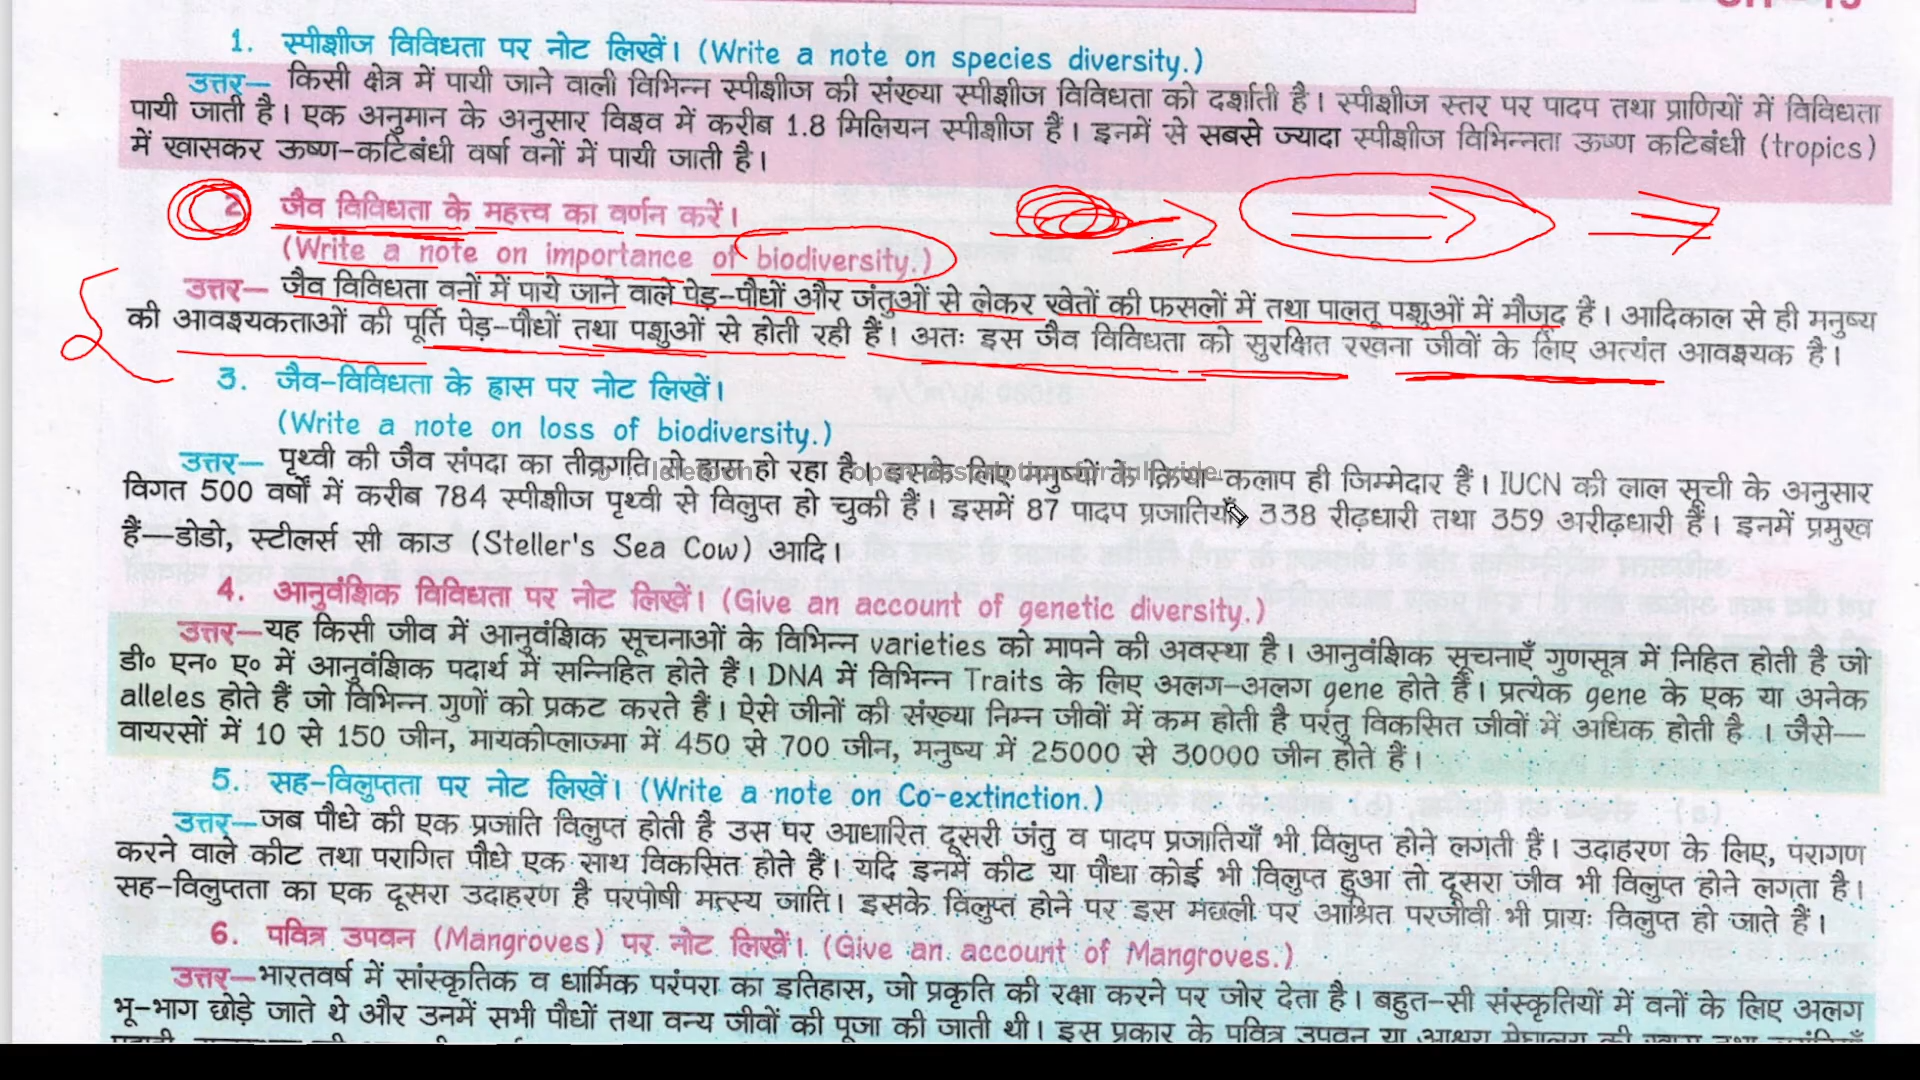 1. स्पीशीज विविधता पर नोट लिखें। (Write a note on species diversity.)
उत्तर— किसी क्षेत्र में पायी जाने वाली विभिन्न स्पीशीज की संख्या स्पीशीज विविधता को दर्शाती है। स्पीशीज स्तर पर पादप तथा प्राणियों में विविधता
पायी जाती है। एक अनुमान के अनुसार विश्व में करीब 1.8 मिलियन स्पीशीज हैं। इनमें से सबसे ज्यादा स्पीशीज विभिन्नता ऊष्ण कटिबंधी (tropics)
में खासकर ऊष्ण-कटिबंधी वर्षा वनों में पायी जाती है।
2. जैव विविधता के महत्त्व का वर्णन करें।
(Write a note on importance of biodiversity.)
उत्तर— जैव विविधता वनों में पाये जाने वाले पेड़-पौधों और जंतुओं से लेकर खेतों की फसलों में तथा पालतू पशुओं में मौजूद हैं। आदिकाल से ही मनुष्य
की आवश्यकताओं की पूर्ति पेड़-पौधों तथा पशुओं से होती रही हैं। अतः इस जैव विविधता को सुरक्षित रखना जीवों के लिए अत्यंत आवश्यक है।
3. जैव-विविधता के ह्रास पर नोट लिखें।
(Write a note on loss of biodiversity.)
उत्तर— पृथ्वी की जैव संपदा का तीव्रगति से ह्रास हो रहा है। इसके लिए मनुष्यों के क्रिया-कलाप ही जिम्मेदार हैं। IUCN की लाल सूची के अनुसार
विगत 500 वर्षों में करीब 784 स्पीशीज पृथ्वी से विलुप्त हो चुकी हैं। इसमें 87 पादप प्रजातियाँ 338 रीढ़धारी तथा 359 अरीढ़धारी हैं। इनमें प्रमुख
हैं—डोडो, स्टीलर्स सी काउ (Steller's Sea Cow) आदि।
4. आनुवंशिक विविधता पर नोट लिखें। (Give an account of genetic diversity.)
उत्तर—यह किसी जीव में आनुवंशिक सूचनाओं के विभिन्न varieties को मापने की अवस्था है। आनुवंशिक सूचनाएँ गुणसूत्र में निहित होती है जो
डी० एन० ए० में आनुवंशिक पदार्थ में सन्निहित होते हैं। DNA में विभिन्न Traits के लिए अलग-अलग gene होते हैं। प्रत्येक gene के एक या अनेक
alleles होते हैं जो विभिन्न गुणों को प्रकट करते हैं। ऐसे जीनों की संख्या निम्न जीवों में कम होती है परंतु विकसित जीवों में अधिक होती है । जैसे—
वायरसों में 10 से 150 जीन, मायकोप्लाज्मा में 450 से 700 जीन, मनुष्य में 25000 से 30000 जीन होते हैं।
5. सह-विलुप्तता पर नोट लिखें। (Write a note on Co-extinction.)
उत्तर—जब पौधे की एक प्रजाति विलुप्त होती है उस पर आधारित दूसरी जंतु व पादप प्रजातियाँ भी विलुप्त होने लगती हैं। उदाहरण के लिए, परागण
करने वाले कीट तथा परागित पौधे एक साथ विकसित होते हैं। यदि इनमें कीट या पौधा कोई भी विलुप्त हुआ तो दूसरा जीव भी विलुप्त होने लगता है।
सह-विलुप्तता का एक दूसरा उदाहरण है परपोषी मत्स्य जाति। इसके विलुप्त होने पर इस मछली पर आश्रित परजीवी भी प्रायः विलुप्त हो जाते हैं।
6. पवित्र उपवन (Mangroves) पर नोट लिखें। (Give an account of Mangroves.)
उत्तर—भारतवर्ष में सांस्कृतिक व धार्मिक परंपरा का इतिहास, जो प्रकृति की रक्षा करने पर जोर देता है। बहुत-सी संस्कृतियों में वनों के लिए अलग
भू-भाग छोड़े जाते थे और उनमें सभी पौधों तथा वन्य जीवों की पूजा की जाती थी। इस प्रकार के पवित्र उपवन या आश्रय मेघालय की